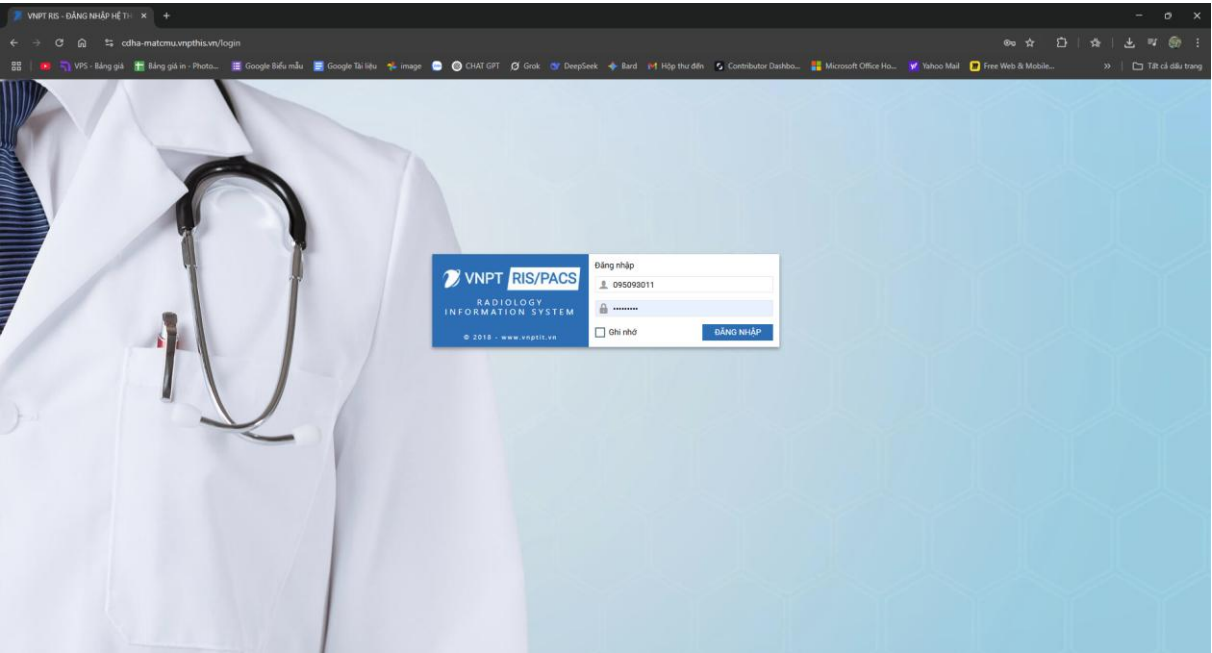 VNPT RIS - ĐĂNG NHẬP HỆ TH
cdha-matcmu.vnpthis.vn/login
VPS - Bảng giá
Bảng giá in - Photo...
Google Biểu mẫu
Google Tài liệu
image
CHAT GPT
Grok
DeepSeek
Bard
Hộp thư đến
Contributor Dashbo...
Microsoft Office Ho...
Yahoo Mail
Free Web & Mobile...
Tất cả dấu trang
VNPT RIS/PACS
RADIOLOGY
INFORMATION SYSTEM
© 2018 - www.vnptit.vn
Đăng nhập
095093011
•••••••••
Ghi nhớ
ĐĂNG NHẬP